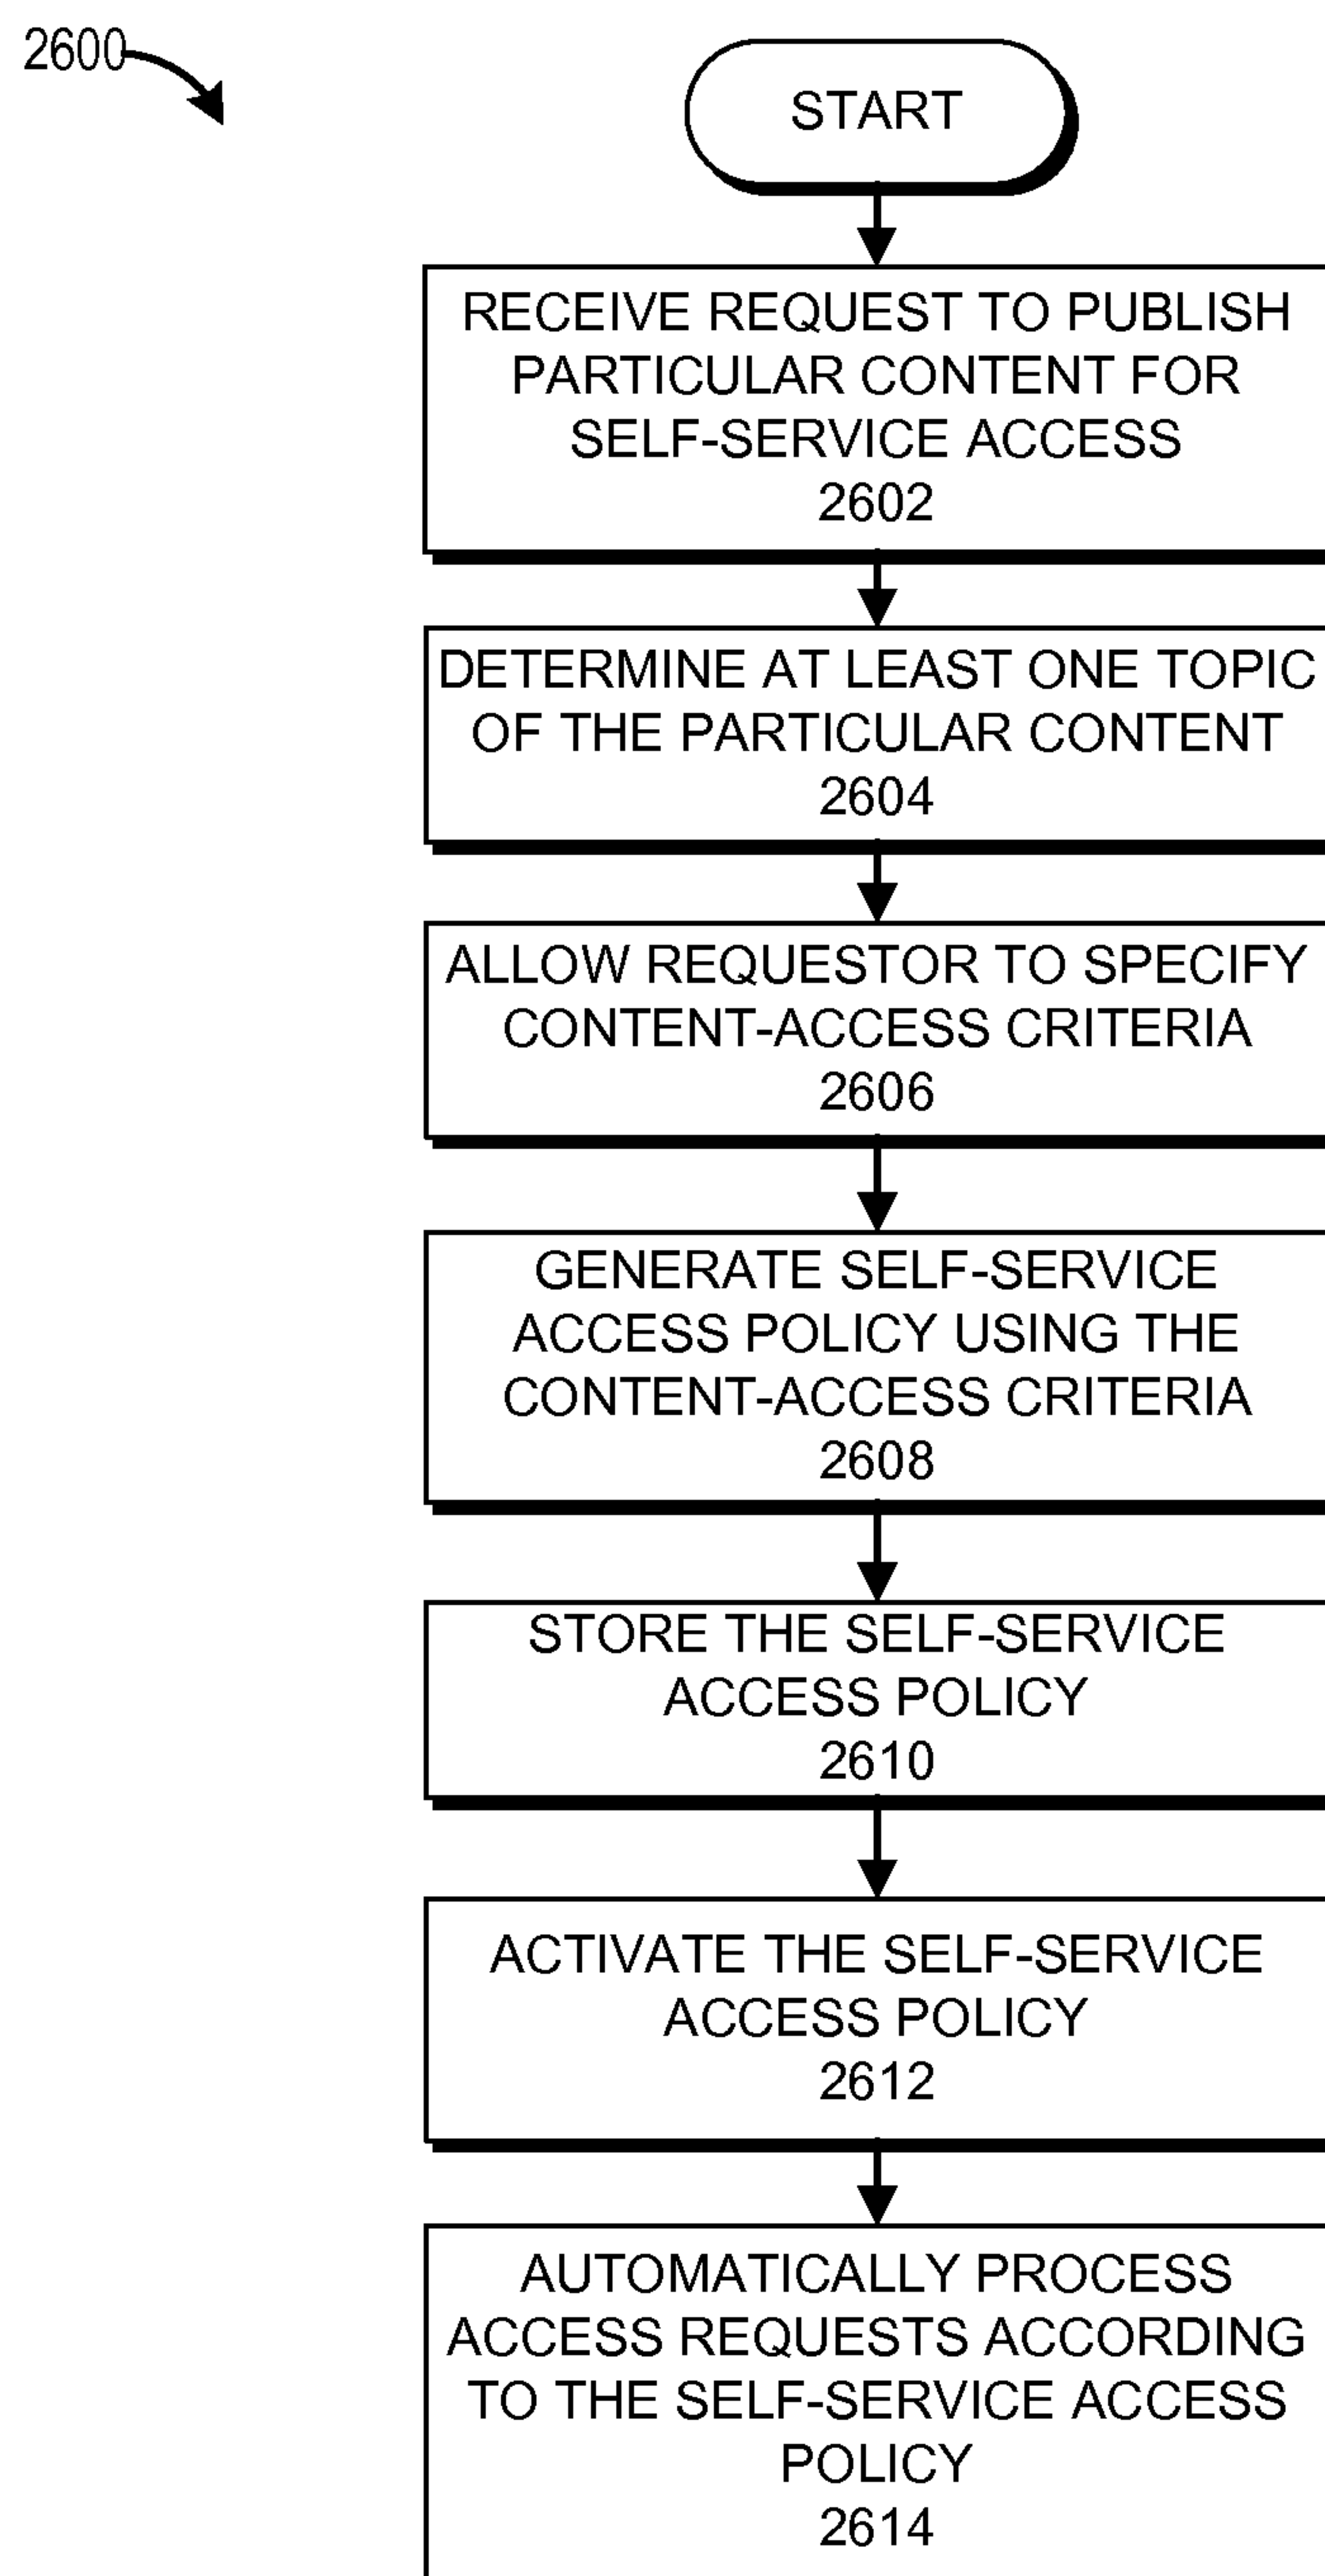 2600
START
RECEIVE REQUEST TO PUBLISH
PARTICULAR CONTENT FOR
SELF-SERVICE ACCESS
2602
DETERMINE AT LEAST ONE TOPIC
OF THE PARTICULAR CONTENT
2604
ALLOW REQUESTOR TO SPECIFY
CONTENT-ACCESS CRITERIA
2606
GENERATE SELF-SERVICE
ACCESS POLICY USING THE
CONTENT-ACCESS CRITERIA
2608
STORE THE SELF-SERVICE
ACCESS POLICY
2610
ACTIVATE THE SELF-SERVICE
ACCESS POLICY
2612
AUTOMATICALLY PROCESS
ACCESS REQUESTS ACCORDING
TO THE SELF-SERVICE ACCESS
POLICY
2614